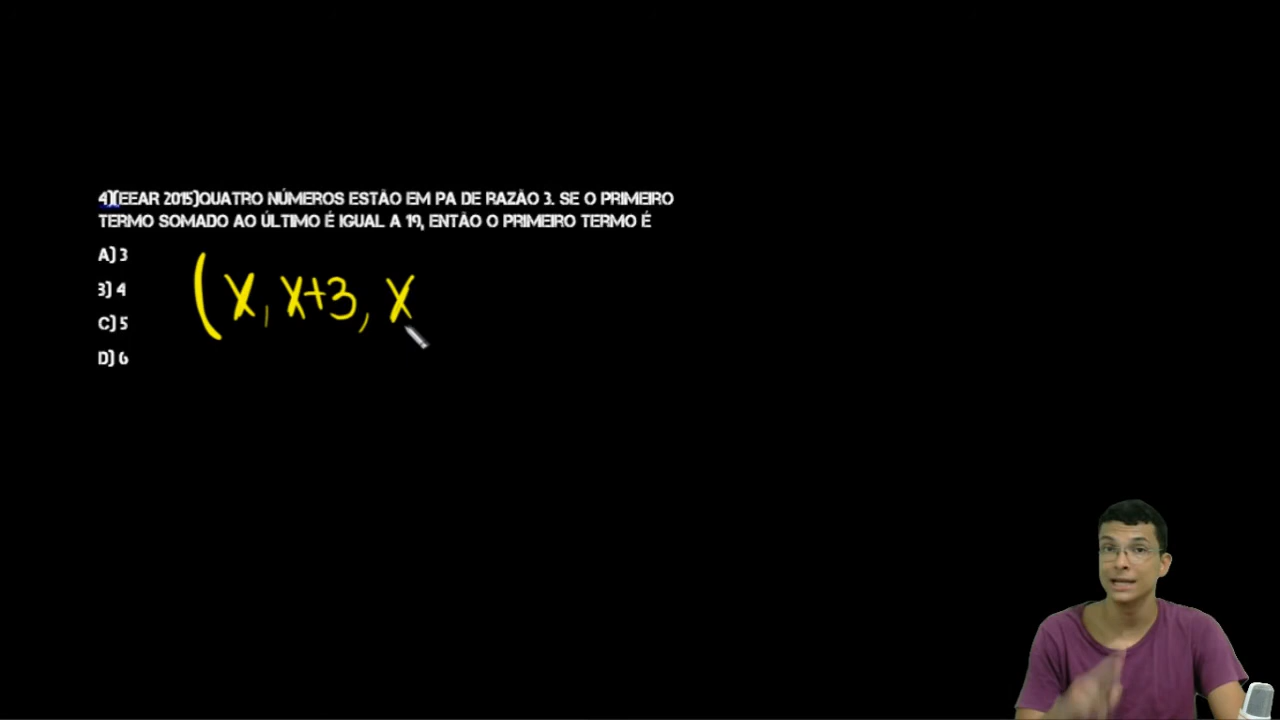 4)(EEAR 2015)QUATRO NÚMEROS ESTÃO EM PA DE RAZÃO 3. SE O PRIMEIRO
TERMO SOMADO AO ÚLTIMO É IGUAL A 19, ENTÃO O PRIMEIRO TERMO É
A) 3
B) 4
C) 5
D) 6
(x, x+3, x